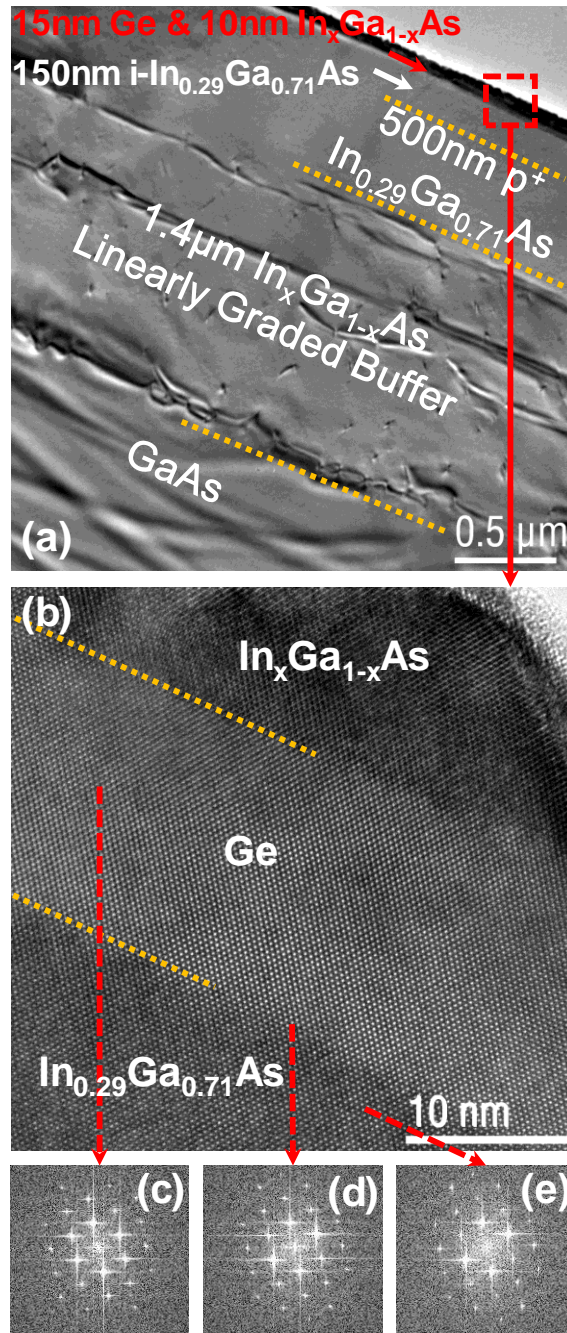 15nm Ge & 10nm InₓGa₁₋ₓAs
150nm i-In₀.₂₉Ga₀.₇₁As
500nm p⁺
In₀.₂₉Ga₀.₇₁As
1.4μm InₓGa₁₋ₓAs
Linearly Graded Buffer
GaAs
(a)
0.5 μm
(b)
InₓGa₁₋ₓAs
Ge
In₀.₂₉Ga₀.₇₁As
10 nm
(c)
(d)
(e)